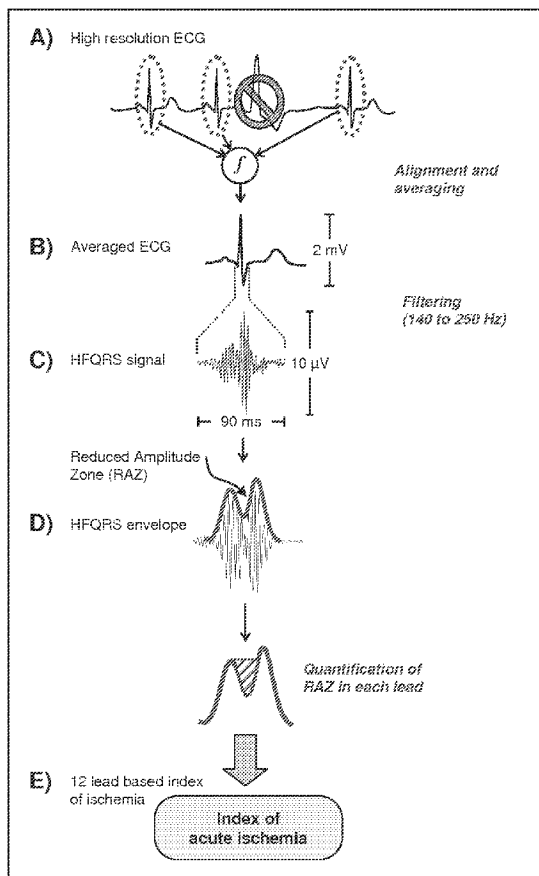 A) High resolution ECG
f
Alignment and
averaging
B) Averaged ECG
2 mV
Filtering
(140 to 250 Hz)
C) HFQRS signal
10 µV
90 ms
Reduced Amplitude
Zone (RAZ)
D) HFQRS envelope
Quantification of
RAZ in each lead
E) 12 lead based index
of ischemia
Index of
acute ischemia